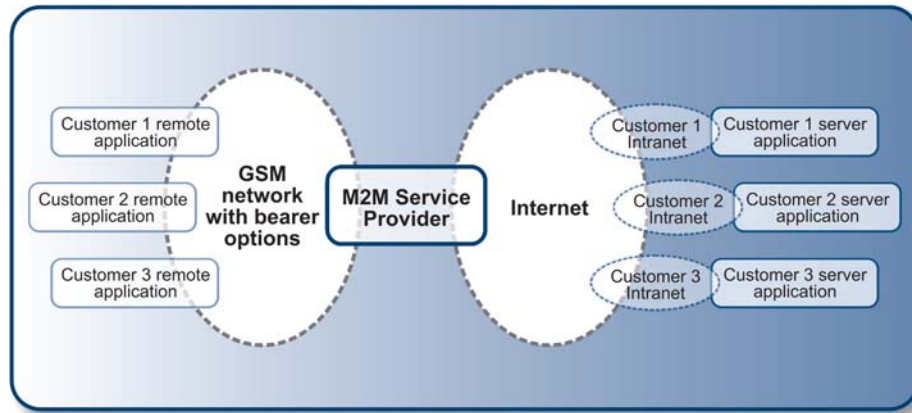 Customer 1 remote
application
Customer 2 remote
application
Customer 3 remote
application
GSM
network
with bearer
options
M2M Service
Provider
Internet
Customer 1
Intranet
Customer 2
Intranet
Customer 3
Intranet
Customer 1 server
application
Customer 2 server
application
Customer 3 server
application